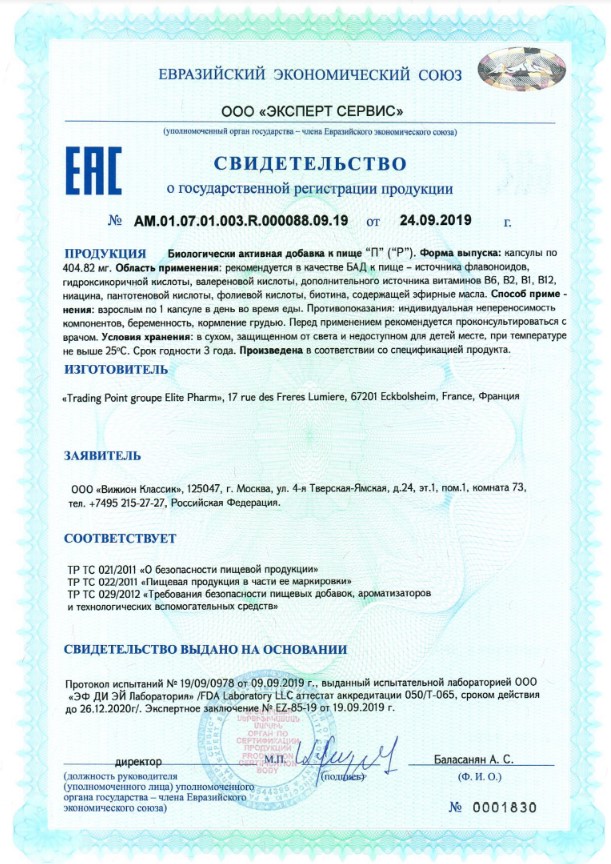 ЕВРАЗИЙСКИЙ ЭКОНОМИЧЕСКИЙ СОЮЗ
ООО «ЭКСПЕРТ СЕРВИС»
(уполномоченный орган государства – члена Евразийского экономического союза)
ЕАС
СВИДЕТЕЛЬСТВО
о государственной регистрации продукции
№ AM.01.07.01.003.R.000088.09.19 от 24.09.2019 г.
ПРОДУКЦИЯ Биологически активная добавка к пище "П" ("P"). Форма выпуска: капсулы по
404.82 мг. Область применения: рекомендуется в качестве БАД к пище – источника флавоноидов,
гидроксикоричной кислоты, валереновой кислоты, дополнительного источника витаминов В6, В2, В1, В12,
ниацина, пантотеновой кислоты, фолиевой кислоты, биотина, содержащей эфирные масла. Способ приме -
нения: взрослым по 1 капсуле в день во время еды. Противопоказания: индивидуальная непереносимость
компонентов, беременность, кормление грудью. Перед применением рекомендуется проконсультироваться с
врачом. Условия хранения: в сухом, защищенном от света и недоступном для детей месте, при температуре
не выше 25°С. Срок годности 3 года. Произведена в соответствии со спецификацией продукта.
ИЗГОТОВИТЕЛЬ
«Trading Point groupe Elite Pharm», 17 rue des Freres Lumiere, 67201 Eckbolsheim, France, Франция
ЗАЯВИТЕЛЬ
ООО «Вижион Классик», 125047, г. Москва, ул. 4-я Тверская-Ямская, д.24, эт.1, пом.1, комната 73,
тел. +7495 215-27-27, Российская Федерация.
СООТВЕТСТВУЕТ
ТР ТС 021/2011 «О безопасности пищевой продукции»
ТР ТС 022/2011 «Пищевая продукция в части ее маркировки»
ТР ТС 029/2012 «Требования безопасности пищевых добавок, ароматизаторов
и технологических вспомогательных средств»
СВИДЕТЕЛЬСТВО ВЫДАНО НА ОСНОВАНИИ
Протокол испытаний № 19/09/0978 от 09.09.2019 г., выданный испытательной лабораторией ООО
«ЭФ ДИ ЭЙ Лаборатория» /FDA Laboratory LLC аттестат аккредитации 050/Т-065, сроком действия
до 26.12.2020г/. Экспертное заключение № EZ-85-19 от 19.09.2019 г.
ОРГАН ПО
СЕРТИФИКАЦИИ
ПРОДУКЦИИ
PRODUCTION
CERTIFICATION
BODY
директор М.П. (подпись) Баласанян А. С.
(должность руководителя (Ф. И. О.)
(уполномоченного лица) уполномоченного
органа государства – члена Евразийского
экономического союза)
№ 0001830